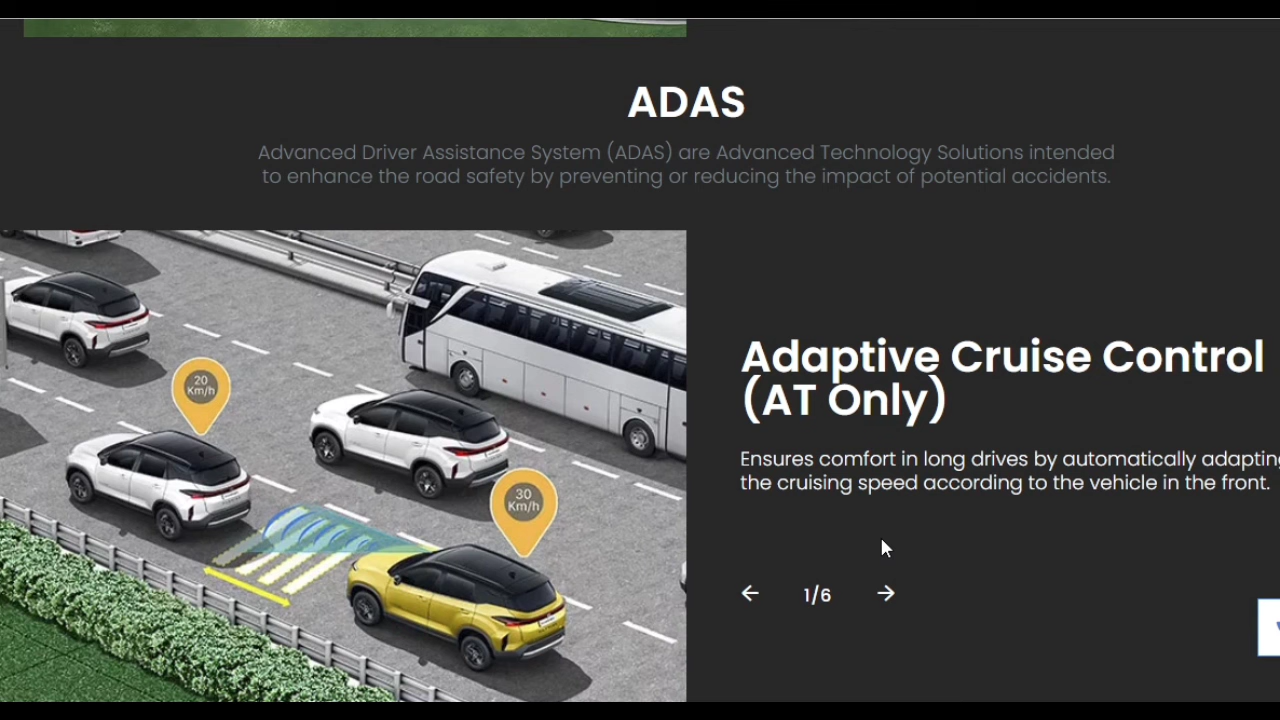 ADAS
Advanced Driver Assistance System (ADAS) are Advanced Technology Solutions intended
to enhance the road safety by preventing or reducing the impact of potential accidents.
20
Km/h
30
Km/h
Adaptive Cruise Control
(AT Only)
Ensures comfort in long drives by automatically adapting
the cruising speed according to the vehicle in the front.
1/6